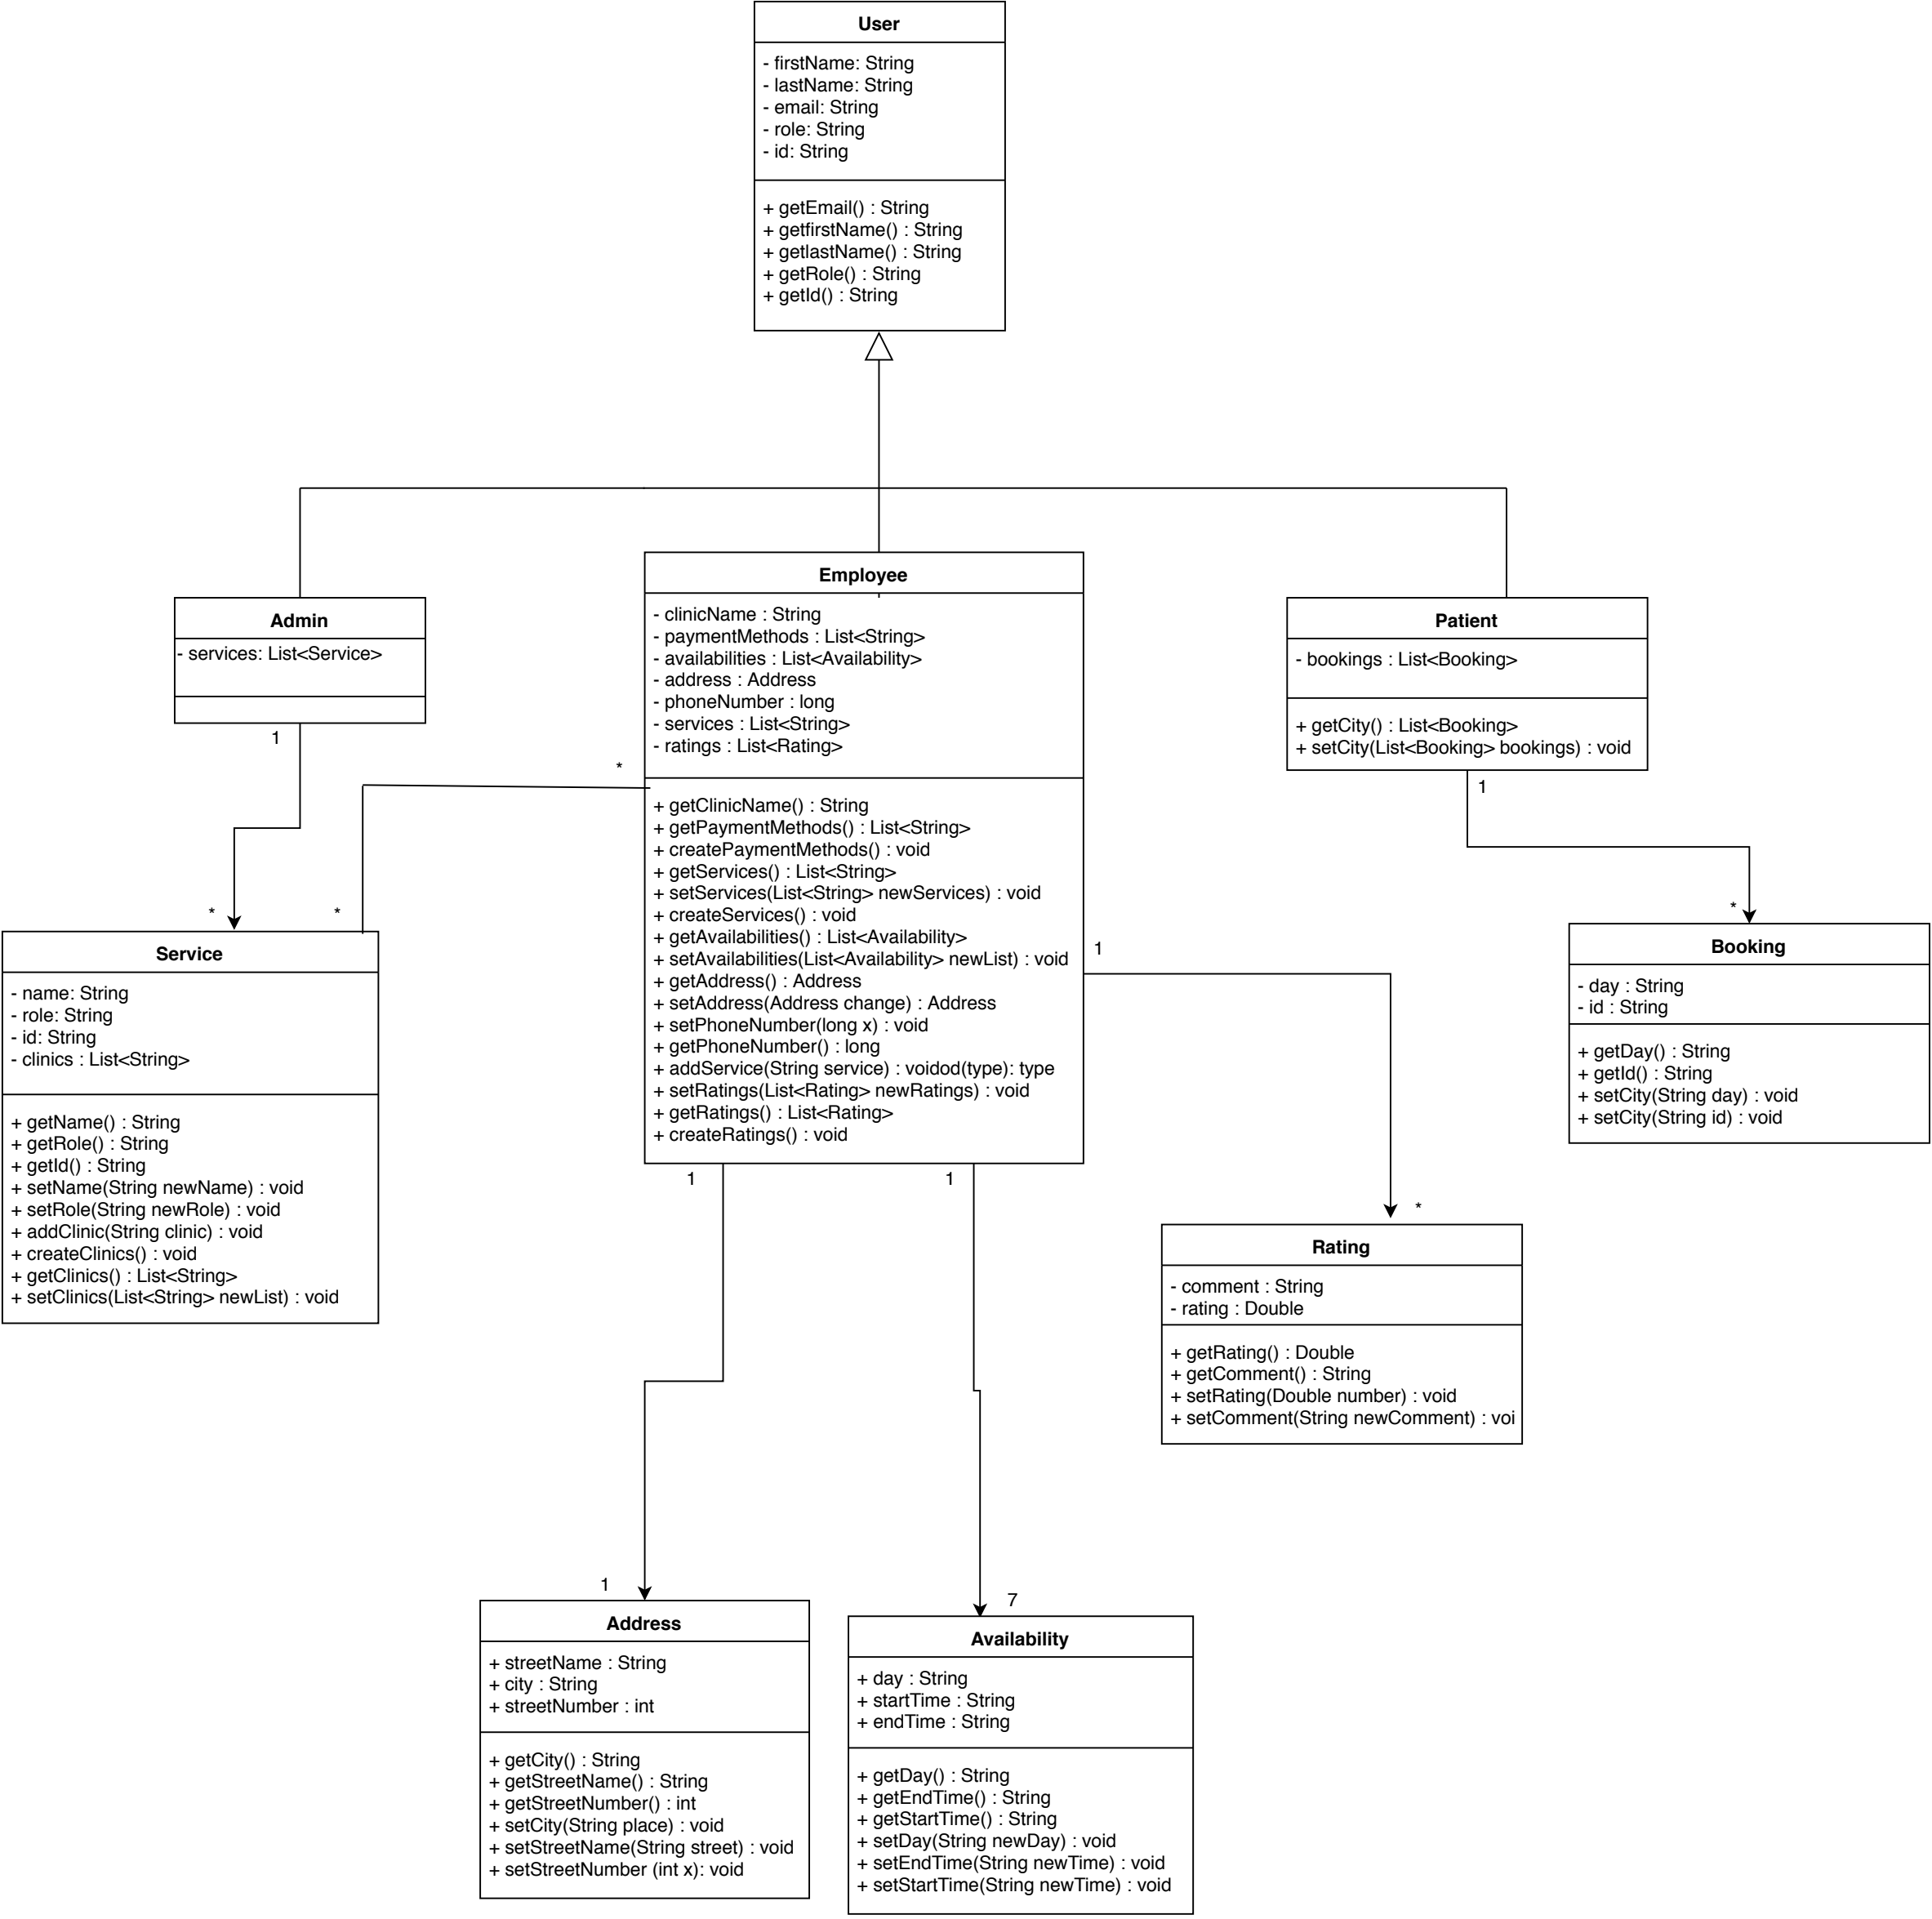 User
- firstName: String
- lastName: String
- email: String
- role: String
- id: String
+ getEmail() : String
+ getfirstName() : String
+ getlastName() : String
+ getRole() : String
+ getId() : String
Admin
- services: List<Service>
1
Employee
- clinicName : String
- paymentMethods : List<String>
- availabilities : List<Availability>
- address : Address
- phoneNumber : long
- services : List<String>
- ratings : List<Rating>
*
+ getClinicName() : String
+ getPaymentMethods() : List<String>
+ createPaymentMethods() : void
+ getServices() : List<String>
+ setServices(List<String> newServices) : void
+ createServices() : void
+ getAvailabilities() : List<Availability>
+ setAvailabilities(List<Availability> newList) : void
+ getAddress() : Address
+ setAddress(Address change) : Address
+ setPhoneNumber(long x) : void
+ getPhoneNumber() : long
+ addService(String service) : voidod(type): type
+ setRatings(List<Rating> newRatings) : void
+ getRatings() : List<Rating>
+ createRatings() : void
1
1
1
Patient
- bookings : List<Booking>
+ getCity() : List<Booking>
+ setCity(List<Booking> bookings) : void
1
*
*
Service
- name: String
- role: String
- id: String
- clinics : List<String>
+ getName() : String
+ getRole() : String
+ getId() : String
+ setName(String newName) : void
+ setRole(String newRole) : void
+ addClinic(String clinic) : void
+ createClinics() : void
+ getClinics() : List<String>
+ setClinics(List<String> newList) : void
*
Booking
- day : String
- id : String
+ getDay() : String
+ getId() : String
+ setCity(String day) : void
+ setCity(String id) : void
*
Rating
- comment : String
- rating : Double
+ getRating() : Double
+ getComment() : String
+ setRating(Double number) : void
+ setComment(String newComment) : voi
1
Address
+ streetName : String
+ city : String
+ streetNumber : int
+ getCity() : String
+ getStreetName() : String
+ getStreetNumber() : int
+ setCity(String place) : void
+ setStreetName(String street) : void
+ setStreetNumber (int x): void
7
Availability
+ day : String
+ startTime : String
+ endTime : String
+ getDay() : String
+ getEndTime() : String
+ getStartTime() : String
+ setDay(String newDay) : void
+ setEndTime(String newTime) : void
+ setStartTime(String newTime) : void